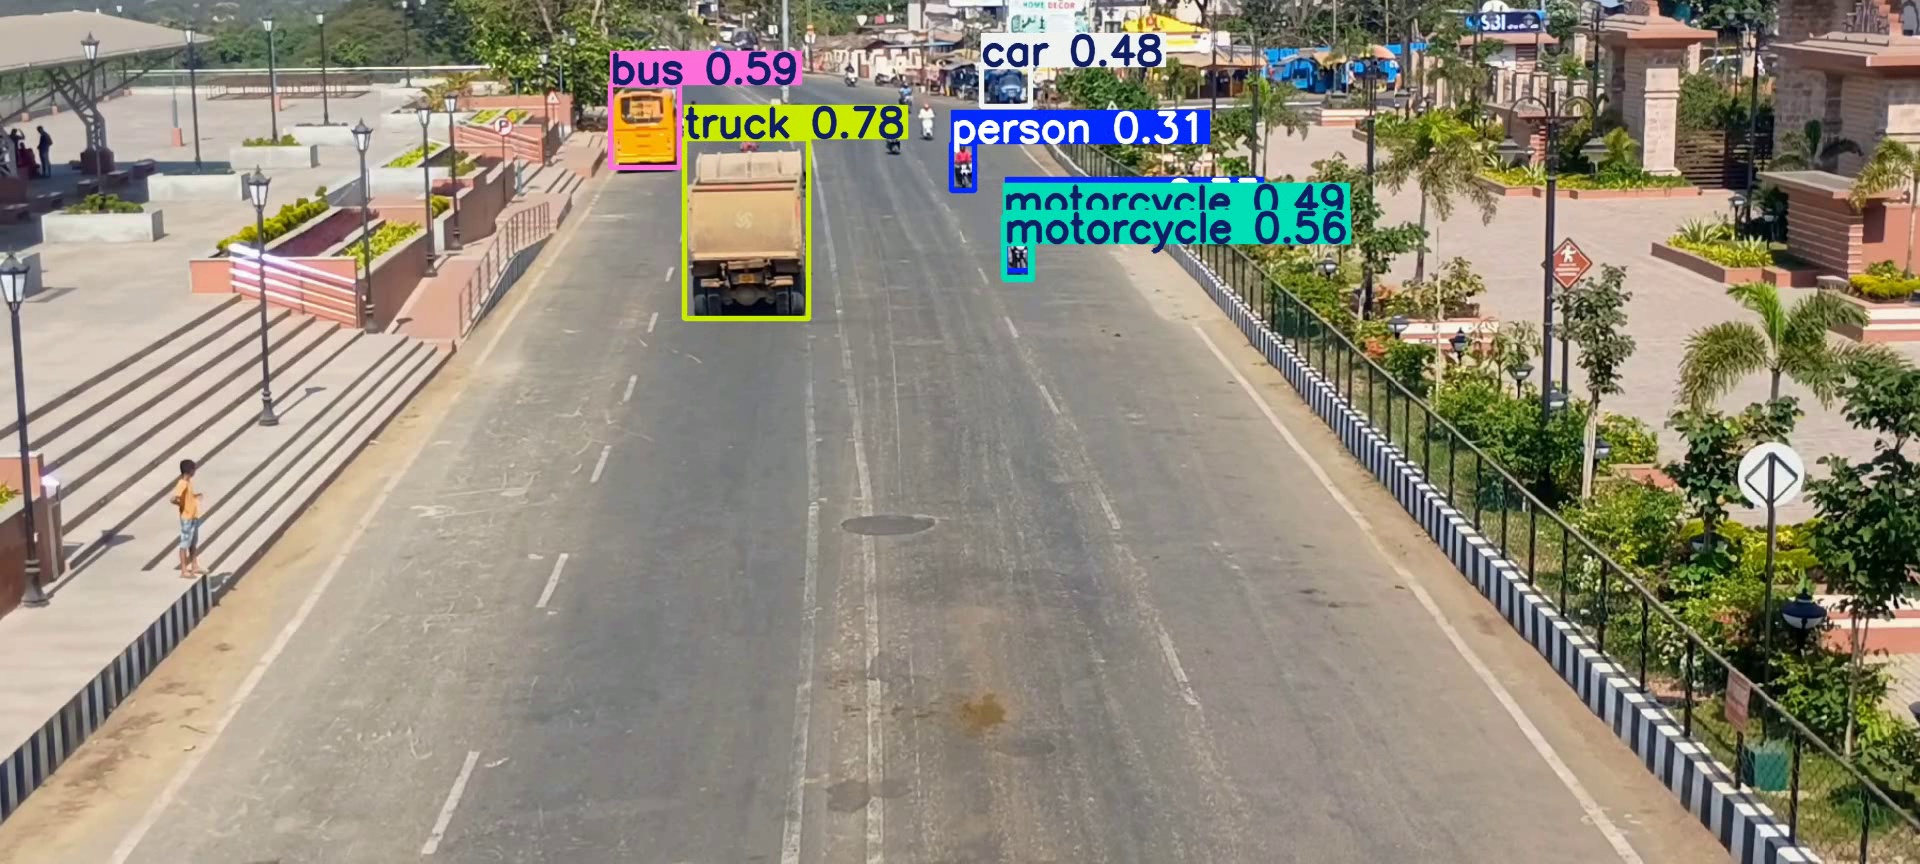 HOME DECOR
SBI
car 0.48
bus 0.59
truck 0.78
person 0.31
motorcycle 0.49
motorcycle 0.56
P